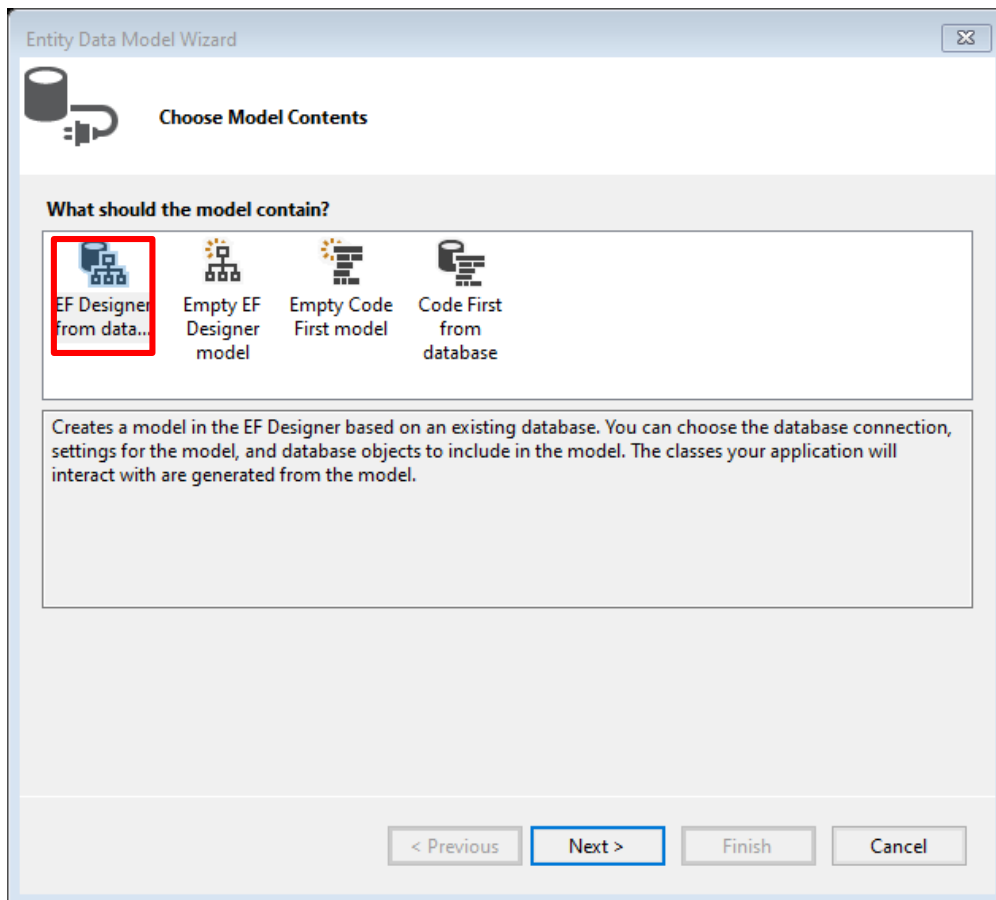 Entity Data Model Wizard
Choose Model Contents
What should the model contain?
EF Designer
from data...
Empty EF
Designer
model
Empty Code
First model
Code First
from
database
Creates a model in the EF Designer based on an existing database. You can choose the database connection,
settings for the model, and database objects to include in the model. The classes your application will
interact with are generated from the model.
< Previous
Next >
Finish
Cancel